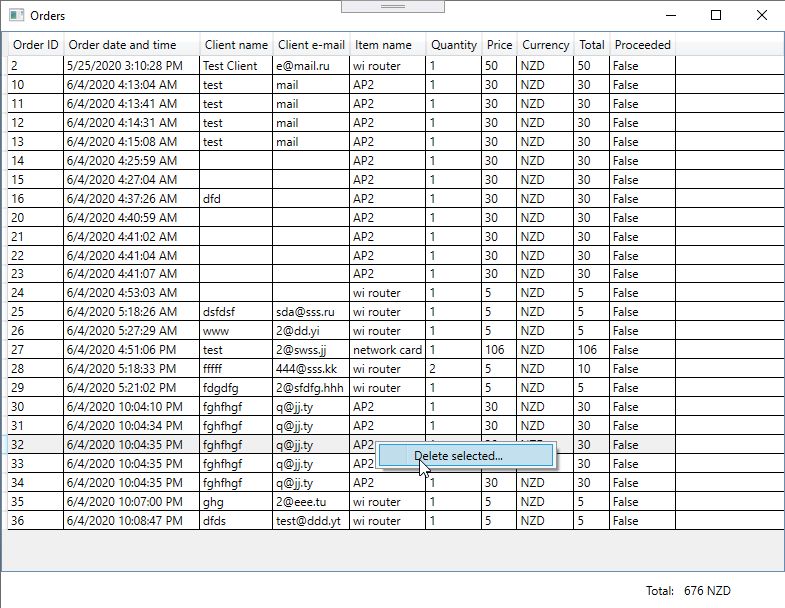 Orders
Order ID Order date and time Client name Client e-mail Item name Quantity Price Currency Total Proceeded
2 5/25/2020 3:10:28 PM Test Client e@mail.ru wi router 1 50 NZD 50 False
10 6/4/2020 4:13:04 AM test mail AP2 1 30 NZD 30 False
11 6/4/2020 4:13:41 AM test mail AP2 1 30 NZD 30 False
12 6/4/2020 4:14:31 AM test mail AP2 1 30 NZD 30 False
13 6/4/2020 4:15:08 AM test mail AP2 1 30 NZD 30 False
14 6/4/2020 4:25:59 AM AP2 1 30 NZD 30 False
15 6/4/2020 4:27:04 AM AP2 1 30 NZD 30 False
16 6/4/2020 4:37:26 AM dfd AP2 1 30 NZD 30 False
20 6/4/2020 4:40:59 AM AP2 1 30 NZD 30 False
21 6/4/2020 4:41:02 AM AP2 1 30 NZD 30 False
22 6/4/2020 4:41:04 AM AP2 1 30 NZD 30 False
23 6/4/2020 4:41:07 AM AP2 1 30 NZD 30 False
24 6/4/2020 4:53:03 AM wi router 1 5 NZD 5 False
25 6/4/2020 5:18:26 AM dsfdsf sda@sss.ru wi router 1 5 NZD 5 False
26 6/4/2020 5:27:29 AM www 2@dd.yi wi router 1 5 NZD 5 False
27 6/4/2020 4:51:06 PM test 2@swss.jj network card 1 106 NZD 106 False
28 6/4/2020 5:18:33 PM fffff 444@sss.kk wi router 2 5 NZD 10 False
29 6/4/2020 5:21:02 PM fdgdfg 2@sfdfg.hhh wi router 1 5 NZD 5 False
30 6/4/2020 10:04:10 PM fghfhgf q@jj.ty AP2 1 30 NZD 30 False
31 6/4/2020 10:04:34 PM fghfhgf q@jj.ty AP2 1 30 NZD 30 False
32 6/4/2020 10:04:35 PM fghfhgf q@jj.ty AP2 30 False
Delete selected...
33 6/4/2020 10:04:35 PM fghfhgf q@jj.ty AP2 30 False
34 6/4/2020 10:04:35 PM fghfhgf q@jj.ty AP2 1 30 NZD 30 False
35 6/4/2020 10:07:00 PM ghg 2@eee.tu wi router 1 5 NZD 5 False
36 6/4/2020 10:08:47 PM dfds test@ddd.yt wi router 1 5 NZD 5 False
Total: 676 NZD